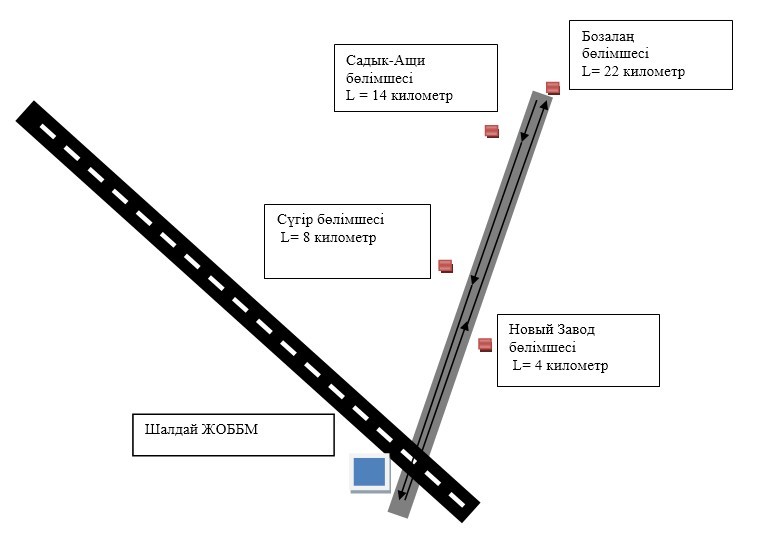 Бозалаң
бөлімшесі
L= 22 километр
Садык-Ащи
бөлімшесі
L = 14 километр
Сүгір бөлімшесі
L= 8 километр
Новый Завод
бөлімшесі
L= 4 километр
Шалдай ЖОББМ